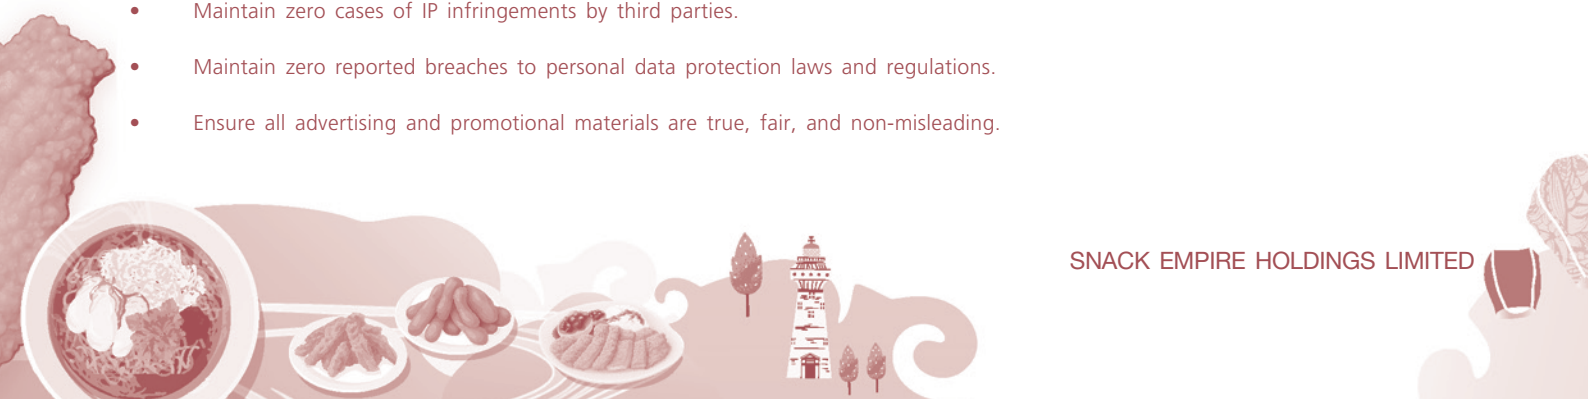 • Maintain zero cases of IP infringements by third parties.
• Maintain zero reported breaches to personal data protection laws and regulations.
• Ensure all advertising and promotional materials are true, fair, and non-misleading.
SNACK EMPIRE HOLDINGS LIMITED